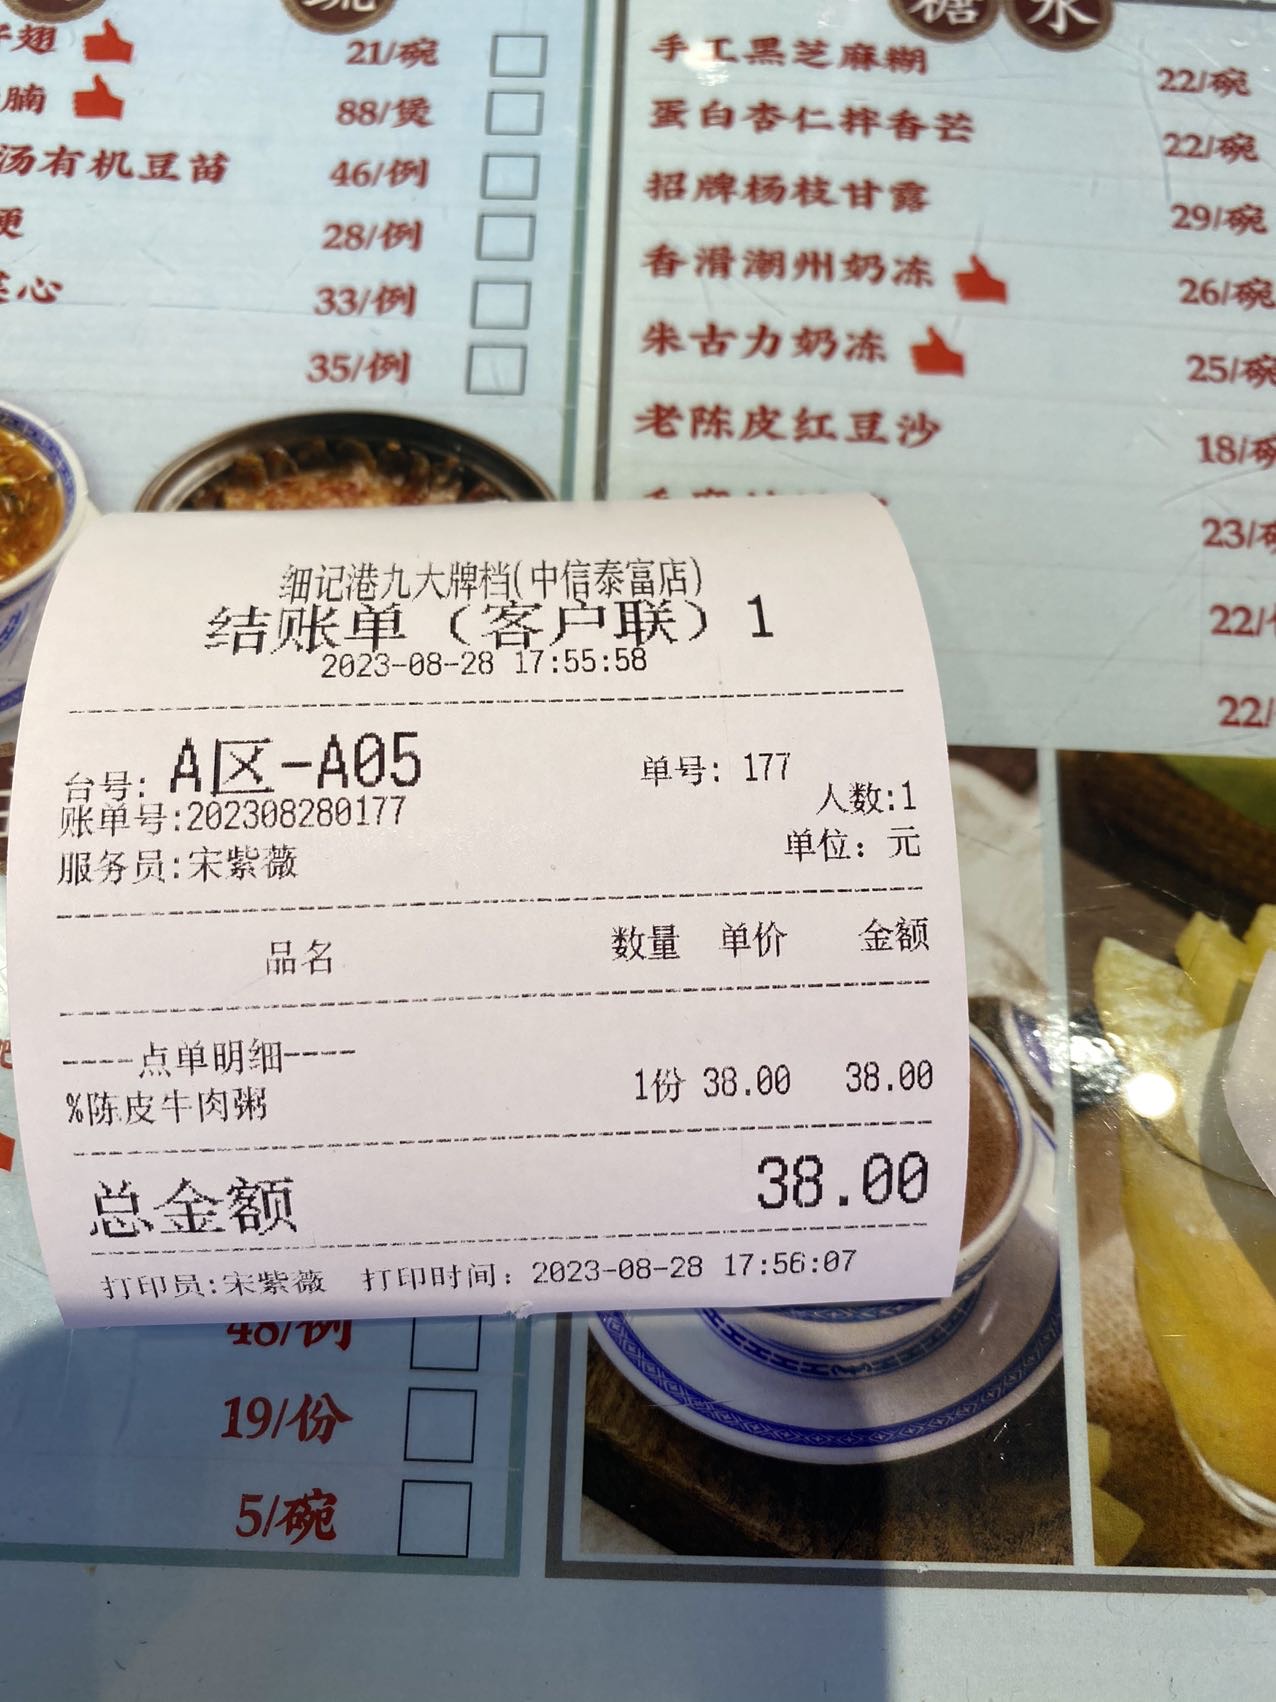 蔬
翅
21/碗
腩
88/煲
汤有机豆苗
46/例
28/例
心
33/例
35/例
糖水
手工黑芝麻糊
22/碗
蛋白杏仁拌香芒
22/碗
招牌杨枝甘露
29/碗
香滑潮州奶冻
26/碗
朱古力奶冻
25/碗
老陈皮红豆沙
18/碗
23/碗
22/
22/
细记港九大牌档(中信泰富店)
结账单（客户联）1
2023-08-28 17:55:58
台号: A区-A05 单号: 177
账单号:202308280177 人数:1
服务员:宋紫薇 单位: 元
品名 数量 单价 金额
----点单明细----
%陈皮牛肉粥 1份 38.00 38.00
总金额 38.00
打印员:宋紫薇 打印时间: 2023-08-28 17:56:07
48/例
19/份
5/碗